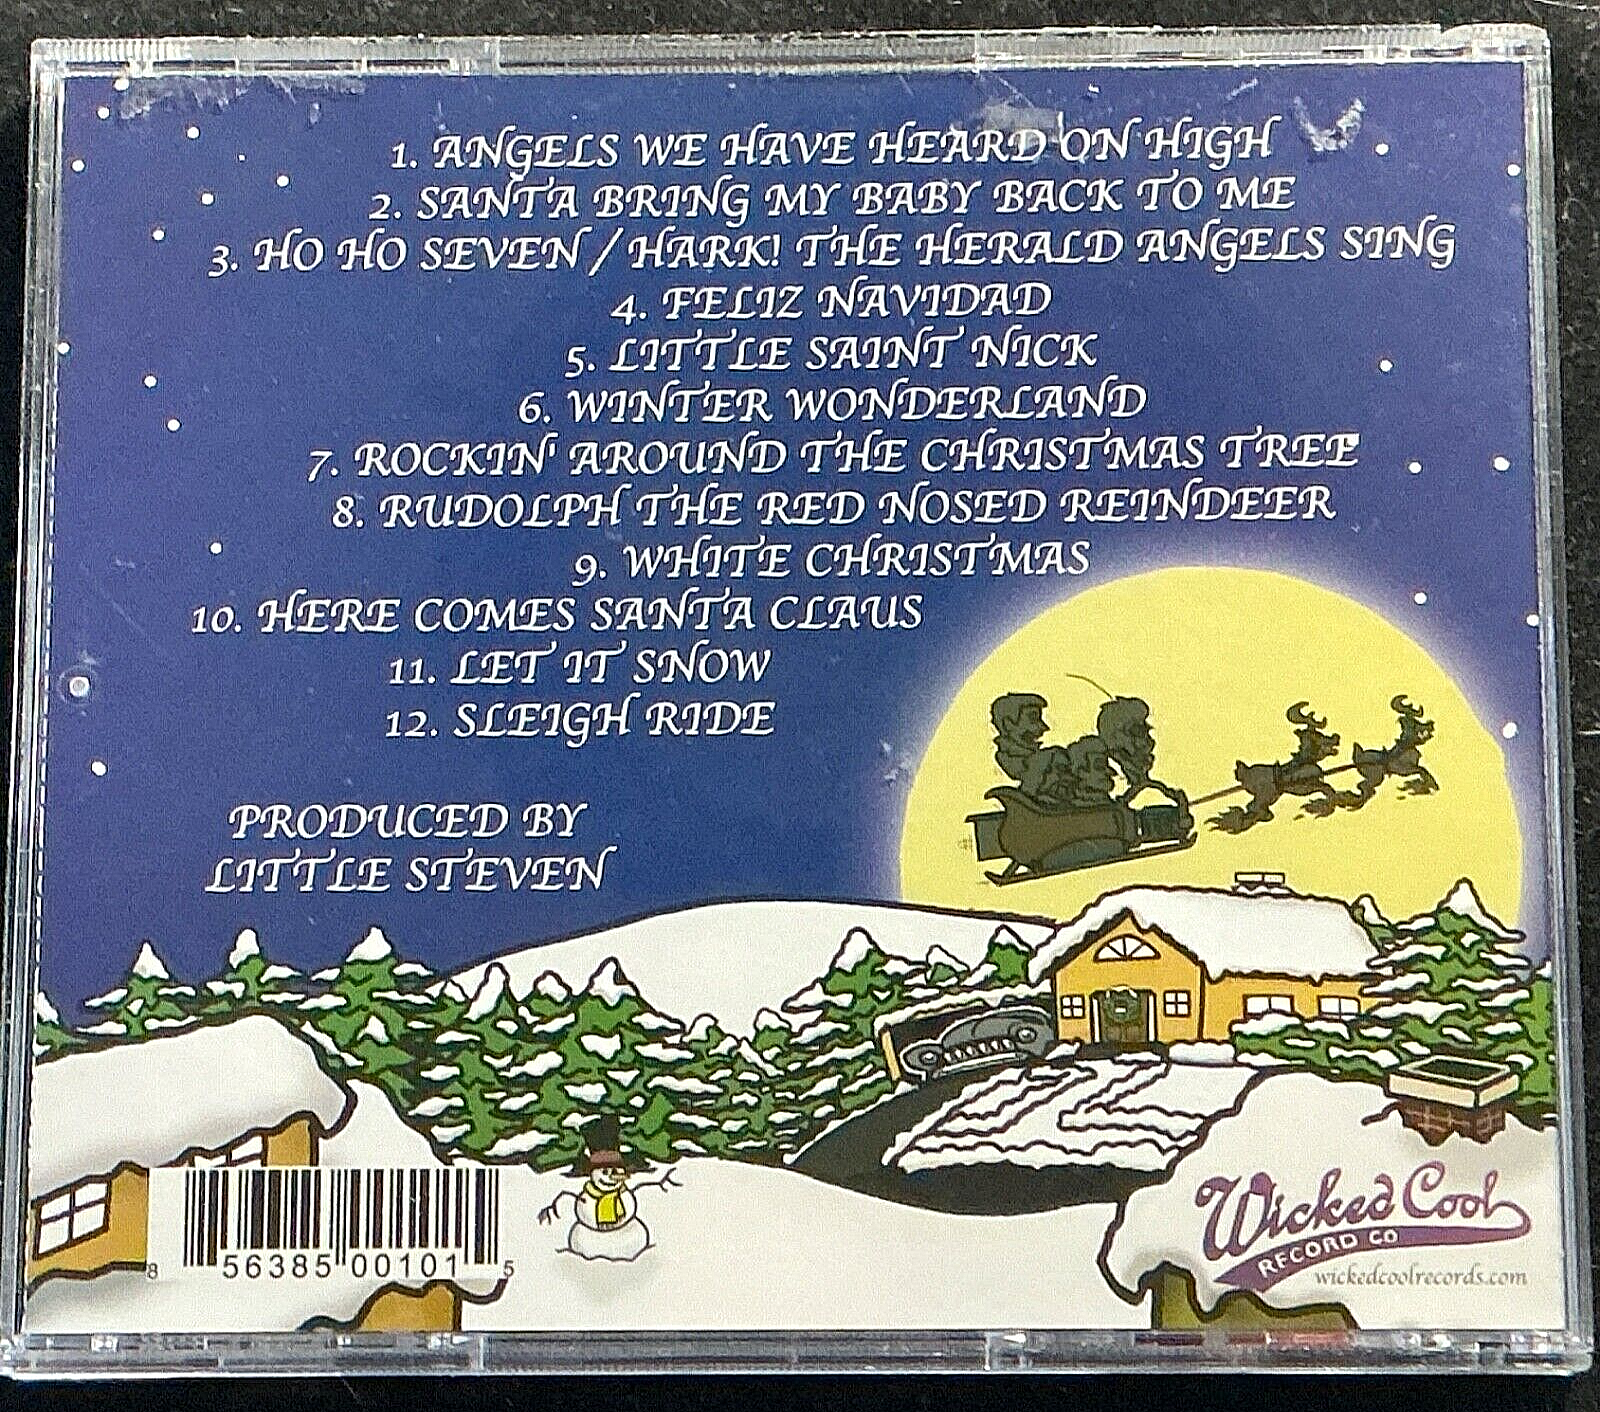 1. ANGELS WE HAVE HEARD ON HIGH
2. SANTA BRING MY BABY BACK TO ME
3. HO HO SEVEN / HARK! THE HERALD ANGELS SING
4. FELIZ NAVIDAD
5. LITTLE SAINT NICK
6. WINTER WONDERLAND
7. ROCKIN' AROUND THE CHRISTMAS TREE
8. RUDOLPH THE RED NOSED REINDEER
9. WHITE CHRISTMAS
10. HERE COMES SANTA CLAUS
11. LET IT SNOW
12. SLEIGH RIDE
PRODUCED BY
LITTLE STEVEN
8 56385 00101 5
Wicked Cool
RECORD CO
wickedcoolrecords.com